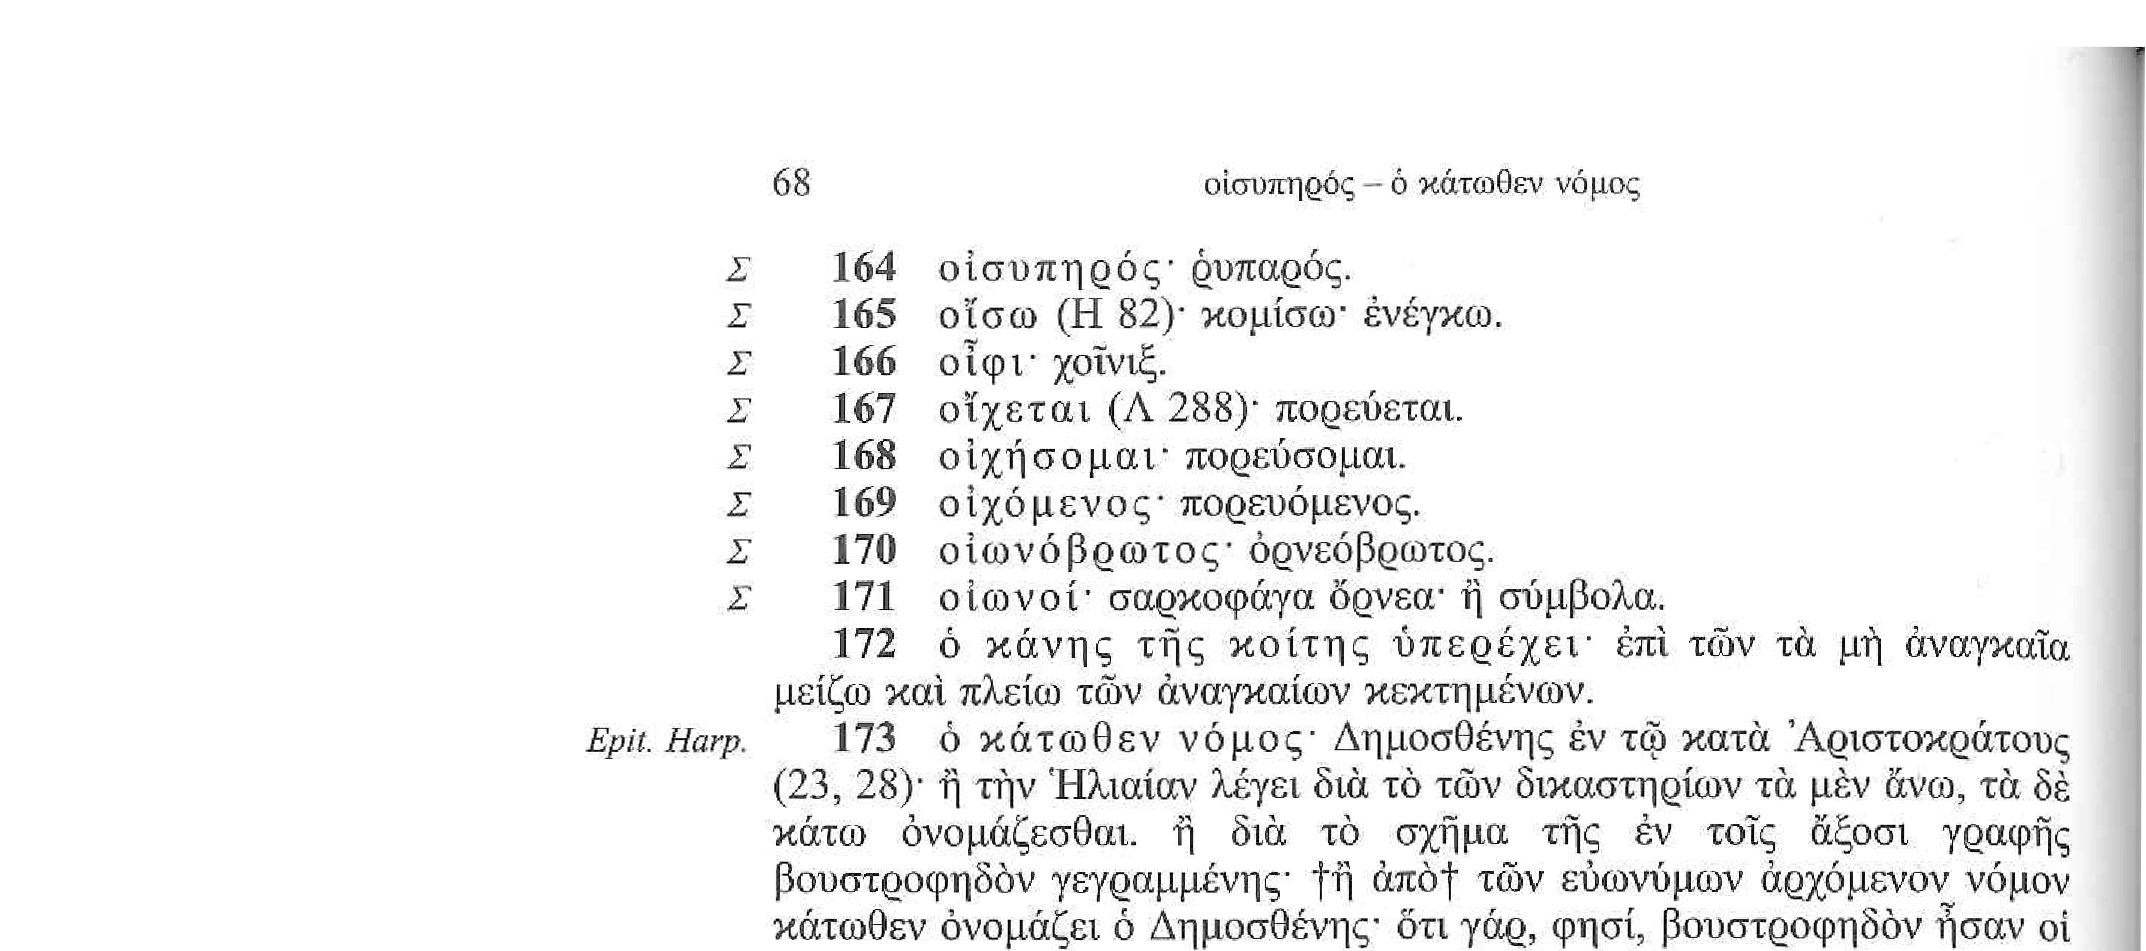 68 οἰσυπηρός – ὁ κάτωθεν νόμος
Σ 164 οἰσυπηρός· ῥυπαρός.
Σ 165 οἴσω (Η 82)· κομίσω· ἐνέγκω.
Σ 166 οἶφι· χοῖνιξ.
Σ 167 οἴχεται (Λ 288)· πορεύεται.
Σ 168 οἰχήσομαι· πορεύσομαι.
Σ 169 οἰχόμενος· πορευόμενος.
Σ 170 οἰωνόβρωτος· ὀρνεόβρωτος.
Σ 171 οἰωνοί· σαρκοφάγα ὄρνεα· ἢ σύμβολα.
172 ὁ κάνης τῆς κοίτης ὑπερέχει· ἐπὶ τῶν τὰ μὴ ἀναγκαῖα
μείζω καὶ πλείω τῶν ἀναγκαίων κεκτημένων.
Epit. Harp. 173 ὁ κάτωθεν νόμος· Δημοσθένης ἐν τῷ κατὰ Ἀριστοκράτους
(23, 28)· ἢ τὴν Ἡλιαίαν λέγει διὰ τὸ τῶν δικαστηρίων τὰ μὲν ἄνω, τὰ δὲ
κάτω ὀνομάζεσθαι. ἢ διὰ τὸ σχῆμα τῆς ἐν τοῖς ἄξοσι γραφῆς
βουστροφηδὸν γεγραμμένης· †ἢ ἀπὸ† τῶν εὐωνύμων ἀρχόμενον νόμον
κάτωθεν ὀνομάζει ὁ Δημοσθένης· ὅτι γάρ, φησί, βουστροφηδὸν ἦσαν οἱ